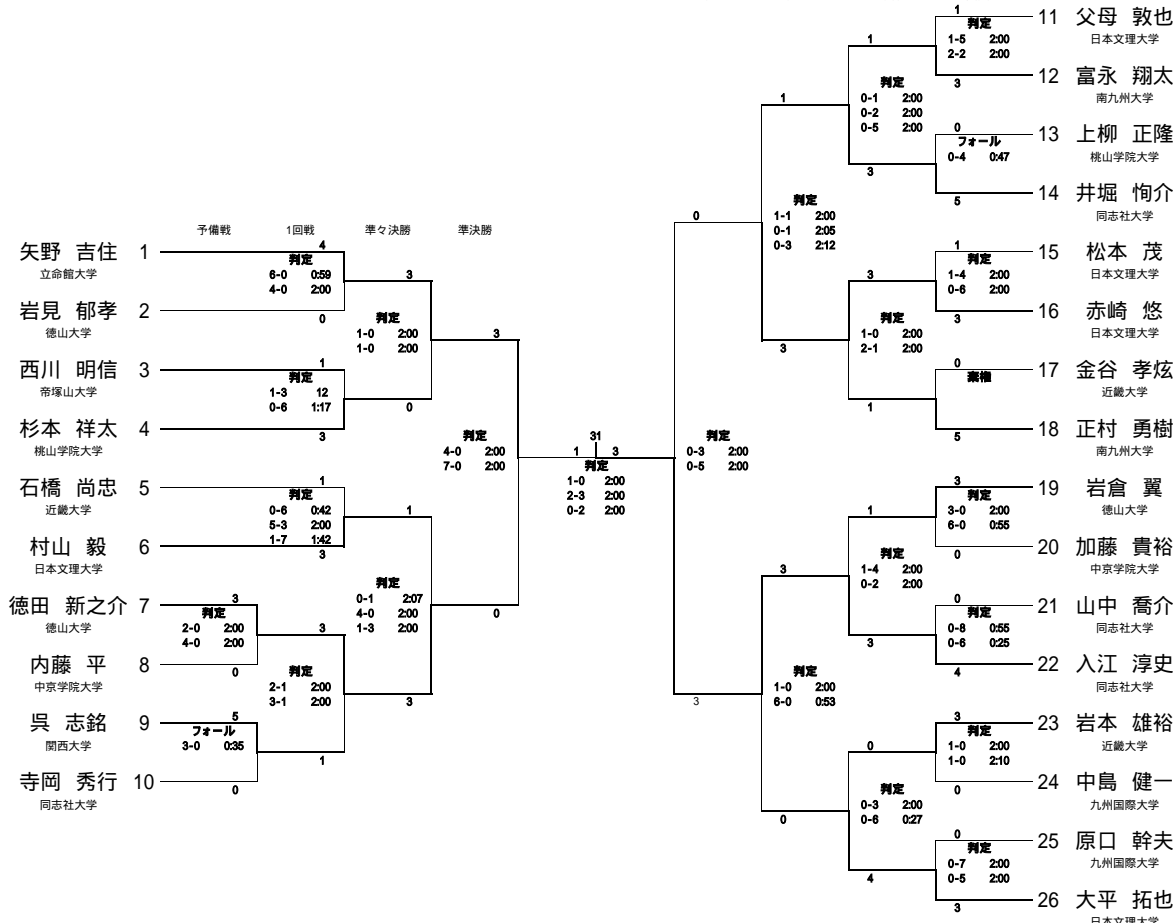 予備戦 1回戦 準々決勝 準決勝
矢野 吉住 1
立命館大学
4
判定
6-0 0:59
4-0 2:00
岩見 郁孝 2
徳山大学
0
3
判定
1-0 2:00
1-0 2:00
西川 明信 3
帝塚山大学
1
判定
1-3 12
0-6 1:17
杉本 祥太 4
桃山学院大学
3
0
3
判定
4-0 2:00
7-0 2:00
石橋 尚忠 5
近畿大学
1
判定
0-6 0:42
5-3 2:00
1-7 1:42
村山 毅 6
日本文理大学
3
1
判定
0-1 2:07
4-0 2:00
1-3 2:00
徳田 新之介 7
徳山大学
3
判定
2-0 2:00
4-0 2:00
内藤 平 8
中京学院大学
0
3
判定
2-1 2:00
3-1 2:00
呉 志銘 9
関西大学
5
フォール
3-0 0:35
寺岡 秀行 10
同志社大学
0
1
3
0
31
1 3
判定
1-0 2:00
2-3 2:00
0-2 2:00
1
判定
1-5 2:00
2-2 2:00
11 父母 敦也
日本文理大学
3
12 富永 翔太
南九州大学
1
判定
0-1 2:00
0-2 2:00
0-5 2:00
0
フォール
0-4 0:47
13 上柳 正隆
桃山学院大学
5
14 井堀 恂介
同志社大学
3
1
判定
1-1 2:00
0-1 2:05
0-3 2:12
1
判定
1-4 2:00
0-6 2:00
15 松本 茂
日本文理大学
3
16 赤崎 悠
日本文理大学
3
判定
1-0 2:00
2-1 2:00
0
棄権
17 金谷 孝炫
近畿大学
5
18 正村 勇樹
南九州大学
1
3
0
判定
0-3 2:00
0-5 2:00
3
判定
3-0 2:00
6-0 0:55
19 岩倉 翼
徳山大学
0
20 加藤 貴裕
中京学院大学
1
判定
1-4 2:00
0-2 2:00
0
判定
0-8 0:55
0-6 0:25
21 山中 喬介
同志社大学
4
22 入江 淳史
同志社大学
3
3
判定
1-0 2:00
6-0 0:53
3
3
判定
1-0 2:00
1-0 2:10
23 岩本 雄裕
近畿大学
0
24 中島 健一
九州国際大学
0
判定
0-3 2:00
0-6 0:27
0
判定
0-7 2:00
0-5 2:00
25 原口 幹夫
九州国際大学
3
26 大平 拓也
日本文理大学
4
0